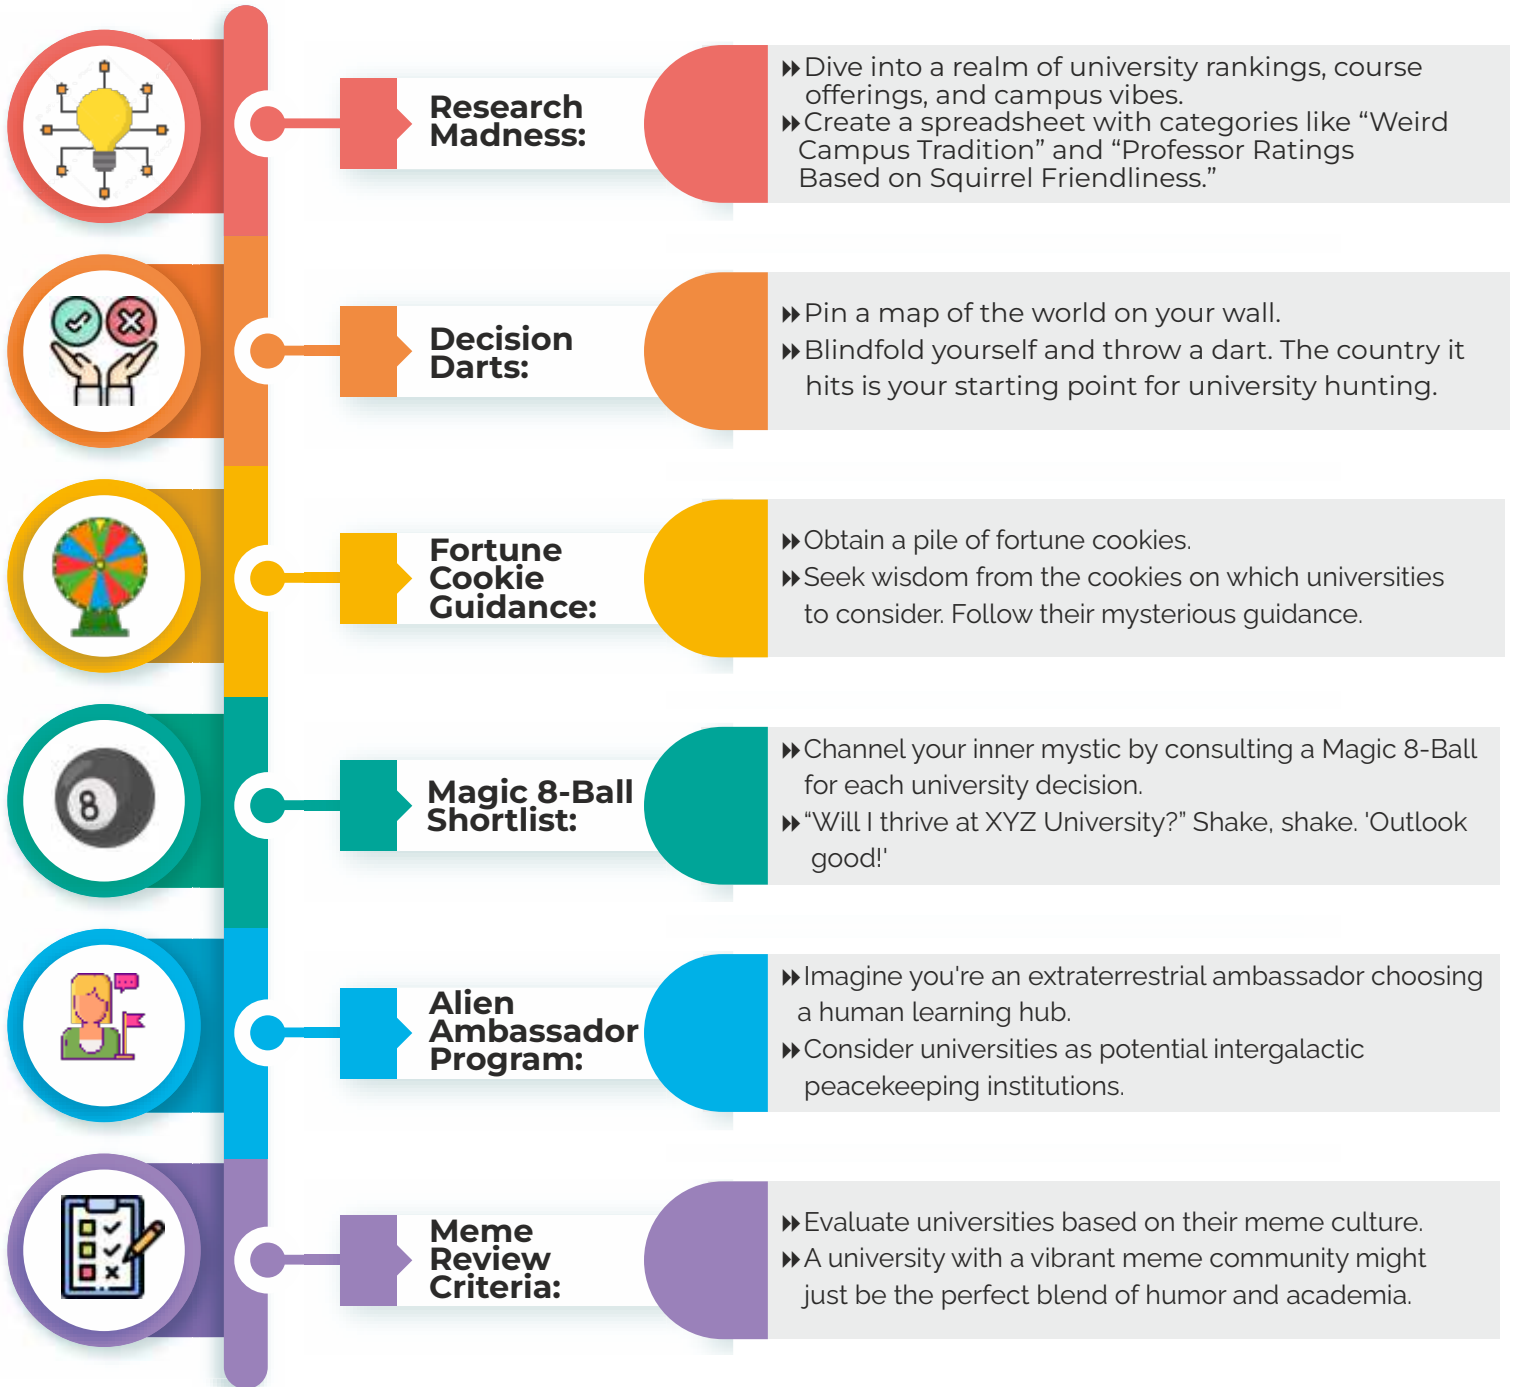 Research
Madness:
⏩Dive into a realm of university rankings, course
offerings, and campus vibes.
⏩Create a spreadsheet with categories like “Weird
Campus Tradition” and “Professor Ratings
Based on Squirrel Friendliness.”
Decision
Darts:
⏩Pin a map of the world on your wall.
⏩Blindfold yourself and throw a dart. The country it
hits is your starting point for university hunting.
Fortune
Cookie
Guidance:
⏩Obtain a pile of fortune cookies.
⏩Seek wisdom from the cookies on which universities
to consider. Follow their mysterious guidance.
8
Magic 8-Ball
Shortlist:
⏩Channel your inner mystic by consulting a Magic 8-Ball
for each university decision.
⏩“Will I thrive at XYZ University?” Shake, shake. 'Outlook
good!'
Alien
Ambassador
Program:
⏩Imagine you're an extraterrestrial ambassador choosing
a human learning hub.
⏩Consider universities as potential intergalactic
peacekeeping institutions.
Meme
Review
Criteria:
⏩Evaluate universities based on their meme culture.
⏩A university with a vibrant meme community might
just be the perfect blend of humor and academia.